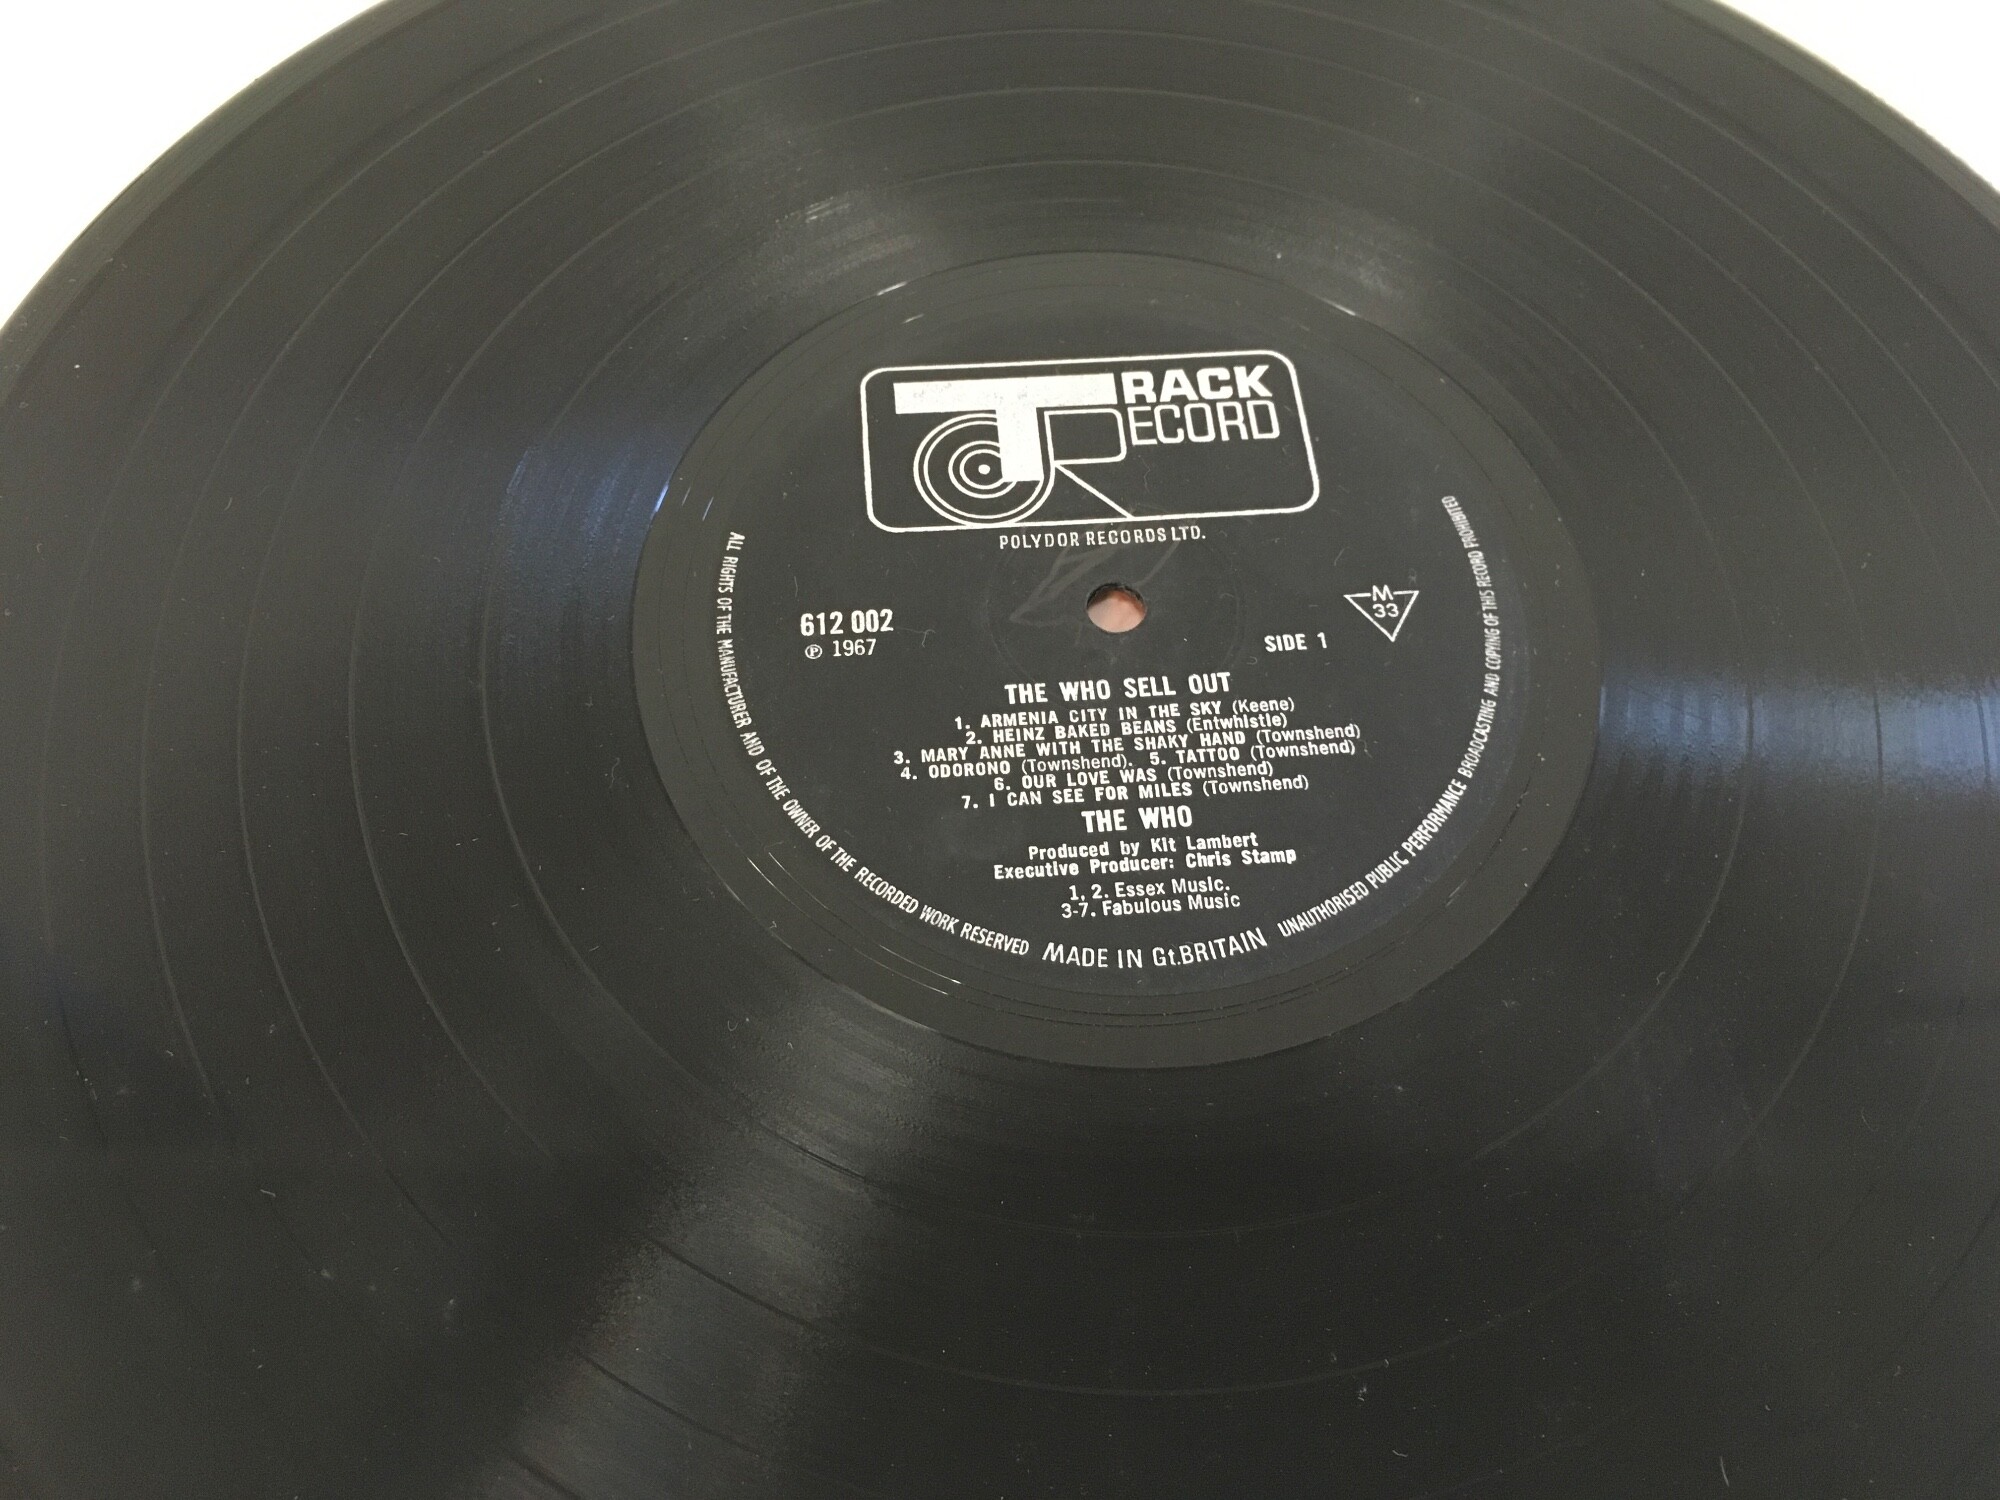 TRACK
RECORD
POLYDOR RECORDS LTD.
612 002
℗ 1967
SIDE 1
M
33
THE WHO SELL OUT
1. ARMENIA CITY IN THE SKY (Keene)
2. HEINZ BAKED BEANS (Entwhistle)
3. MARY ANNE WITH THE SHAKY HAND (Townshend)
4. ODORONO (Townshend). 5. TATTOO (Townshend)
6. OUR LOVE WAS (Townshend)
7. I CAN SEE FOR MILES (Townshend)
THE WHO
Produced by Kit Lambert
Executive Producer: Chris Stamp
1, 2. Essex Music.
3-7. Fabulous Music
ALL RIGHTS OF THE MANUFACTURER AND OF THE OWNER OF THE RECORDED WORK RESERVED MADE IN Gt.BRITAIN UNAUTHORISED PUBLIC PERFORMANCE BROADCASTING AND COPYING OF THIS RECORD PROHIBITED